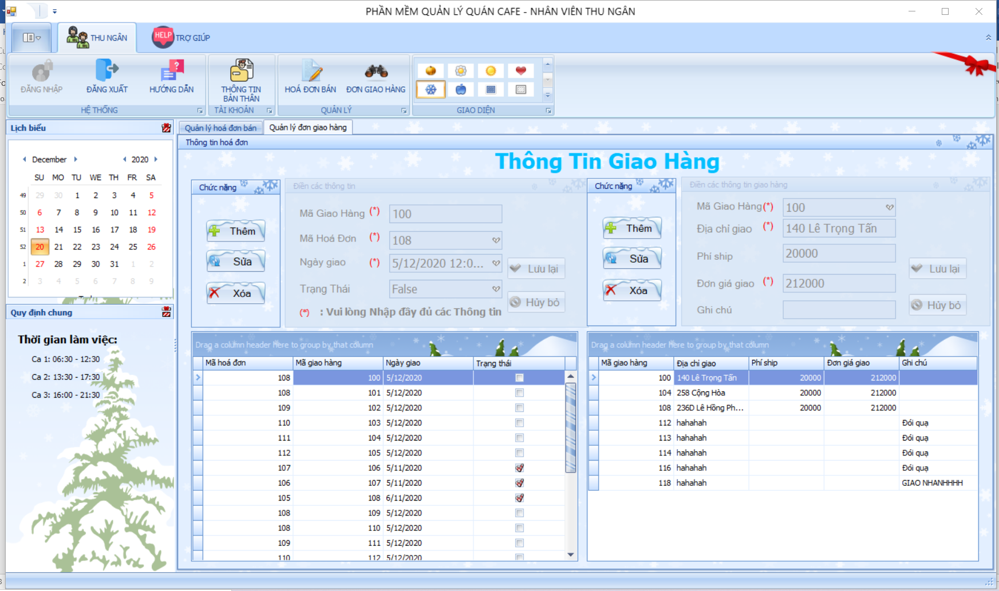 PHẦN MỀM QUẢN LÝ QUÁN CAFE - NHÂN VIÊN THU NGÂN
THU NGÂN
HELP TRỢ GIÚP
ĐĂNG NHẬP
ĐĂNG XUẤT
HƯỚNG DẪN
THÔNG TIN
BẢN THÂN
HOÁ ĐƠN BÁN
ĐƠN GIAO HÀNG
HỆ THỐNG
TÀI KHOẢN
QUẢN LÝ
GIAO DIỆN
Lịch biểu
Quản lý hoá đơn bán
Quản lý đơn giao hàng
Thông tin hoá đơn
Thông Tin Giao Hàng
December 2020
SU MO TU WE TH FR SA
49 29 30 1 2 3 4 5
50 6 7 8 9 10 11 12
51 13 14 15 16 17 18 19
52 20 21 22 23 24 25 26
1 27 28 29 30 31 1 2
2 3 4 5 6 7 8 9
Quy định chung
Thời gian làm việc:
Ca 1: 06:30 - 12:30
Ca 2: 13:30 - 17:30
Ca 3: 16:00 - 21:30
Chức năng
Thêm
Sửa
Xóa
Điền các thông tin
Mã Giao Hàng (*) 100
Mã Hoá Đơn (*) 108
Ngày giao (*) 5/12/2020 12:0...
Trạng Thái False
(*) : Vui lòng Nhập đầy đủ các Thông tin
Lưu lại
Hủy bỏ
Chức năng
Thêm
Sửa
Xóa
Điền các thông tin giao hàng
Mã Giao Hàng(*) 100
Địa chỉ giao (*) 140 Lê Trọng Tấn
Phí ship 20000
Đơn giá giao (*) 212000
Ghi chú
Lưu lại
Hủy bỏ
Drag a column header here to group by that column
Mã hoá đơn Mã giao hàng Ngày giao Trạng thái
108 100 5/12/2020
108 101 5/12/2020
109 102 5/12/2020
110 103 5/12/2020
111 104 5/12/2020
112 105 5/12/2020
107 106 5/11/2020
106 107 5/11/2020
105 108 6/11/2020
108 109 5/12/2020
108 110 5/12/2020
109 111 5/12/2020
110 112 5/12/2020
Drag a column header here to group by that column
Mã giao hàng Địa chỉ giao Phí ship Đơn giá giao Ghi chú
100 140 Lê Trọng Tấn 20000 212000
104 258 Cộng Hòa 20000 212000
108 236D Lê Hồng Ph... 20000 212000
112 hahahah Đói quạ
113 hahahah Đói quạ
114 hahahah Đói quạ
116 hahahah Đói quạ
118 hahahah GIAO NHANHHHH